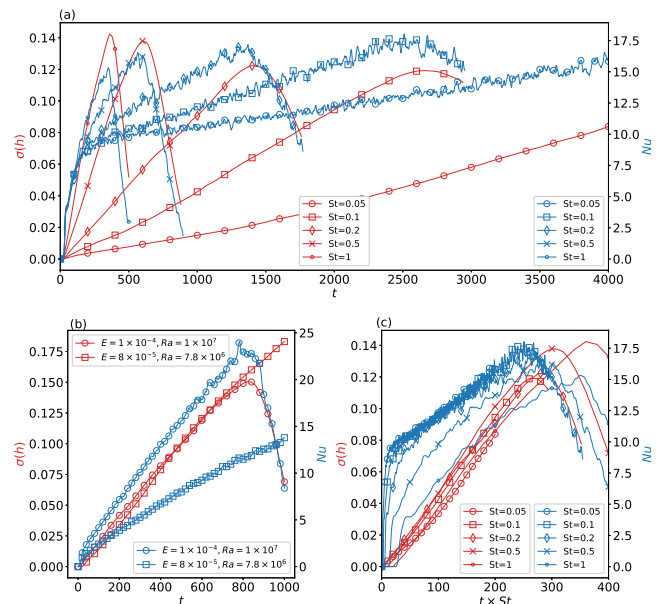 (a)
0.14
0.12
0.10
0.08
0.06
0.04
0.02
0.00
σ(h)
17.5
15.0
12.5
10.0
7.5
5.0
2.5
0.0
Nu
St=0.05
St=0.1
St=0.2
St=0.5
St=1
St=0.05
St=0.1
St=0.2
St=0.5
St=1
0 500 1000 1500 2000 2500 3000 3500 4000
t
(b)
0.175
0.150
0.125
0.100
0.075
0.050
0.025
0.000
σ(h)
24
20
15
10
5
0
Nu
E = 1 × 10⁻⁴, Ra = 1 × 10⁷
E = 8 × 10⁻⁵, Ra = 7.8 × 10⁶
E = 1 × 10⁻⁴, Ra = 1 × 10⁷
E = 8 × 10⁻⁵, Ra = 7.8 × 10⁶
0 200 400 600 800 1000
t
(c)
0.14
0.12
0.10
0.08
0.06
0.04
0.02
0.00
σ(h)
17.5
15.0
12.5
10.0
7.5
5.0
2.5
0.0
Nu
St=0.05
St=0.1
St=0.2
St=0.5
St=1
St=0.05
St=0.1
St=0.2
St=0.5
St=1
0 100 200 300 400
t × St